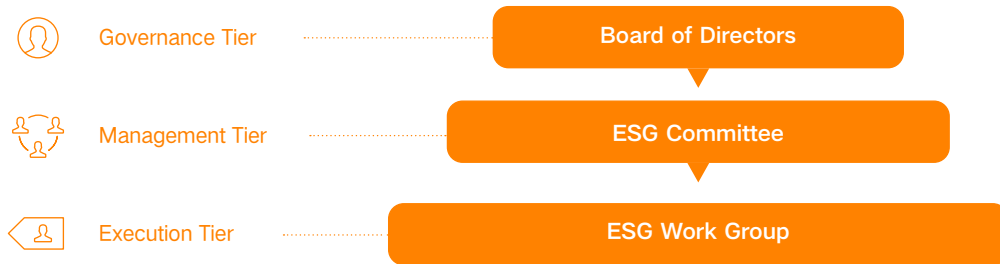 Governance Tier
Board of Directors
Management Tier
ESG Committee
Execution Tier
ESG Work Group